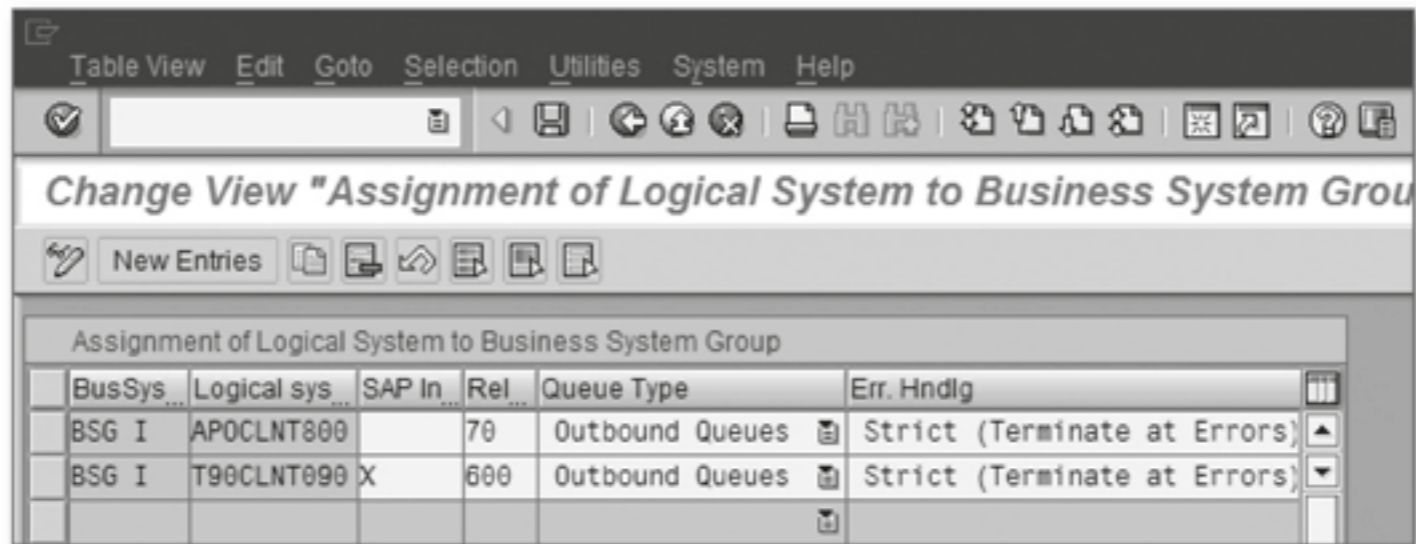 Table View Edit Goto Selection Utilities System Help
Change View "Assignment of Logical System to Business System Grou
New Entries
Assignment of Logical System to Business System Group
BusSys... Logical sys... SAP In... Rel... Queue Type Err. Hndlg
BSG I APOCLNT800 70 Outbound Queues Strict (Terminate at Errors)
BSG I T90CLNT090 X 600 Outbound Queues Strict (Terminate at Errors)